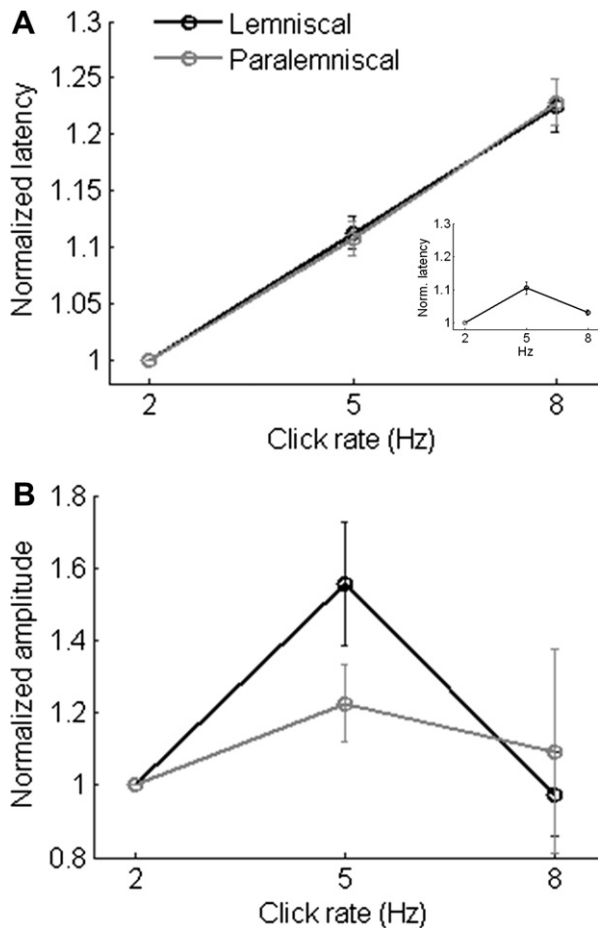 A
Lemniscal
Paralemniscal
Normalized latency
1.3
1.25
1.2
1.15
1.1
1.05
1
2
5
8
Click rate (Hz)
Norm. latency
1.3
1.2
1.1
1
2
5
8
Hz
B
Normalized amplitude
1.8
1.6
1.4
1.2
1
0.8
2
5
8
Click rate (Hz)